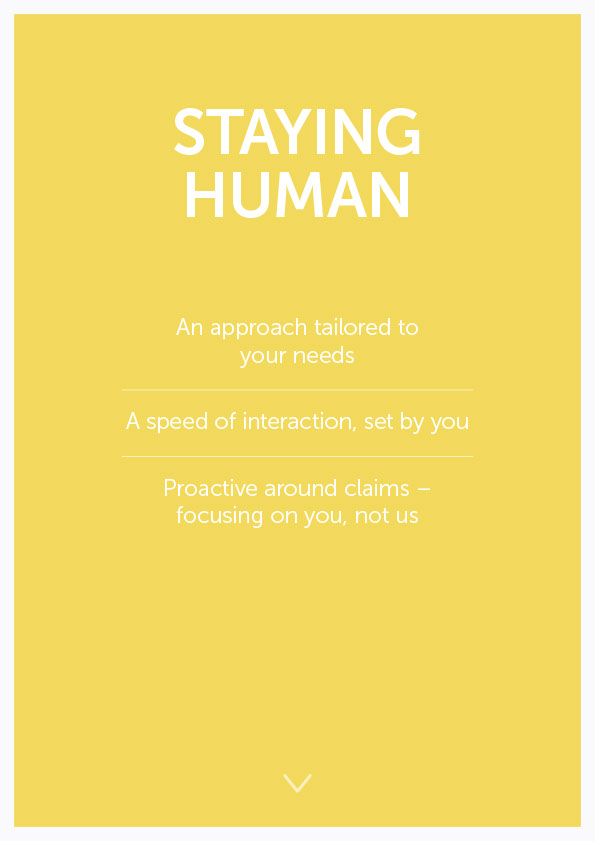 STAYING
HUMAN
An approach tailored to
your needs
A speed of interaction, set by you
Proactive around claims –
focusing on you, not us